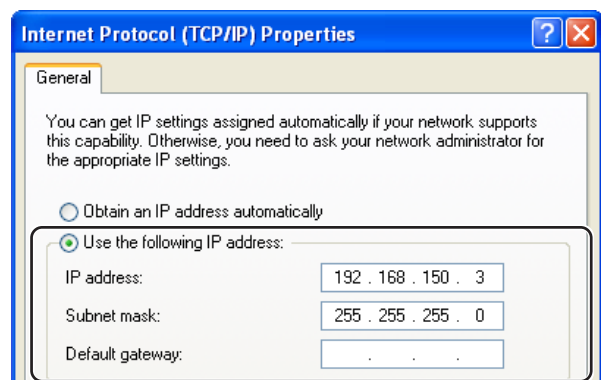 Internet Protocol (TCP/IP) Properties
General
You can get IP settings assigned automatically if your network supports
this capability. Otherwise, you need to ask your network administrator for
the appropriate IP settings.
Obtain an IP address automatically
Use the following IP address:
IP address: 192 . 168 . 150 . 3
Subnet mask: 255 . 255 . 255 . 0
Default gateway: . . .